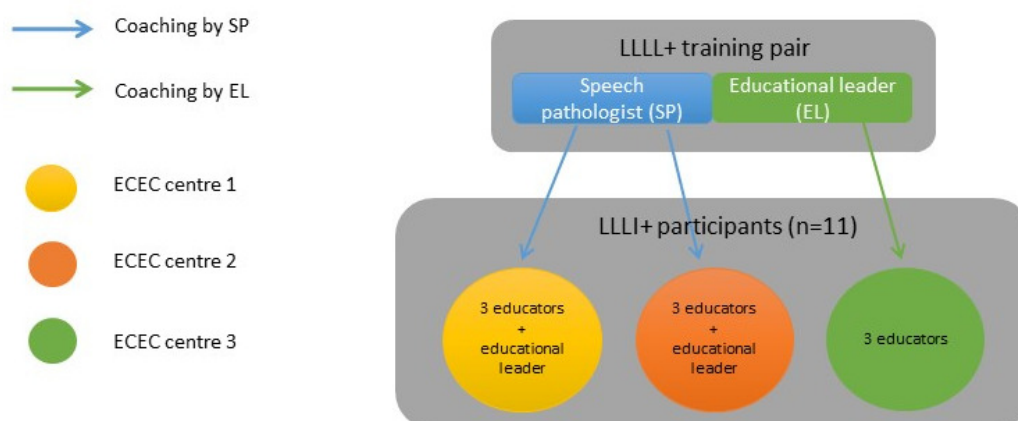 Coaching by SP
Coaching by EL
ECEC centre 1
ECEC centre 2
ECEC centre 3
LLLL+ training pair
Speech
pathologist (SP)
Educational leader
(EL)
LLLI+ participants (n=11)
3 educators
+
educational
leader
3 educators
+
educational
leader
3 educators